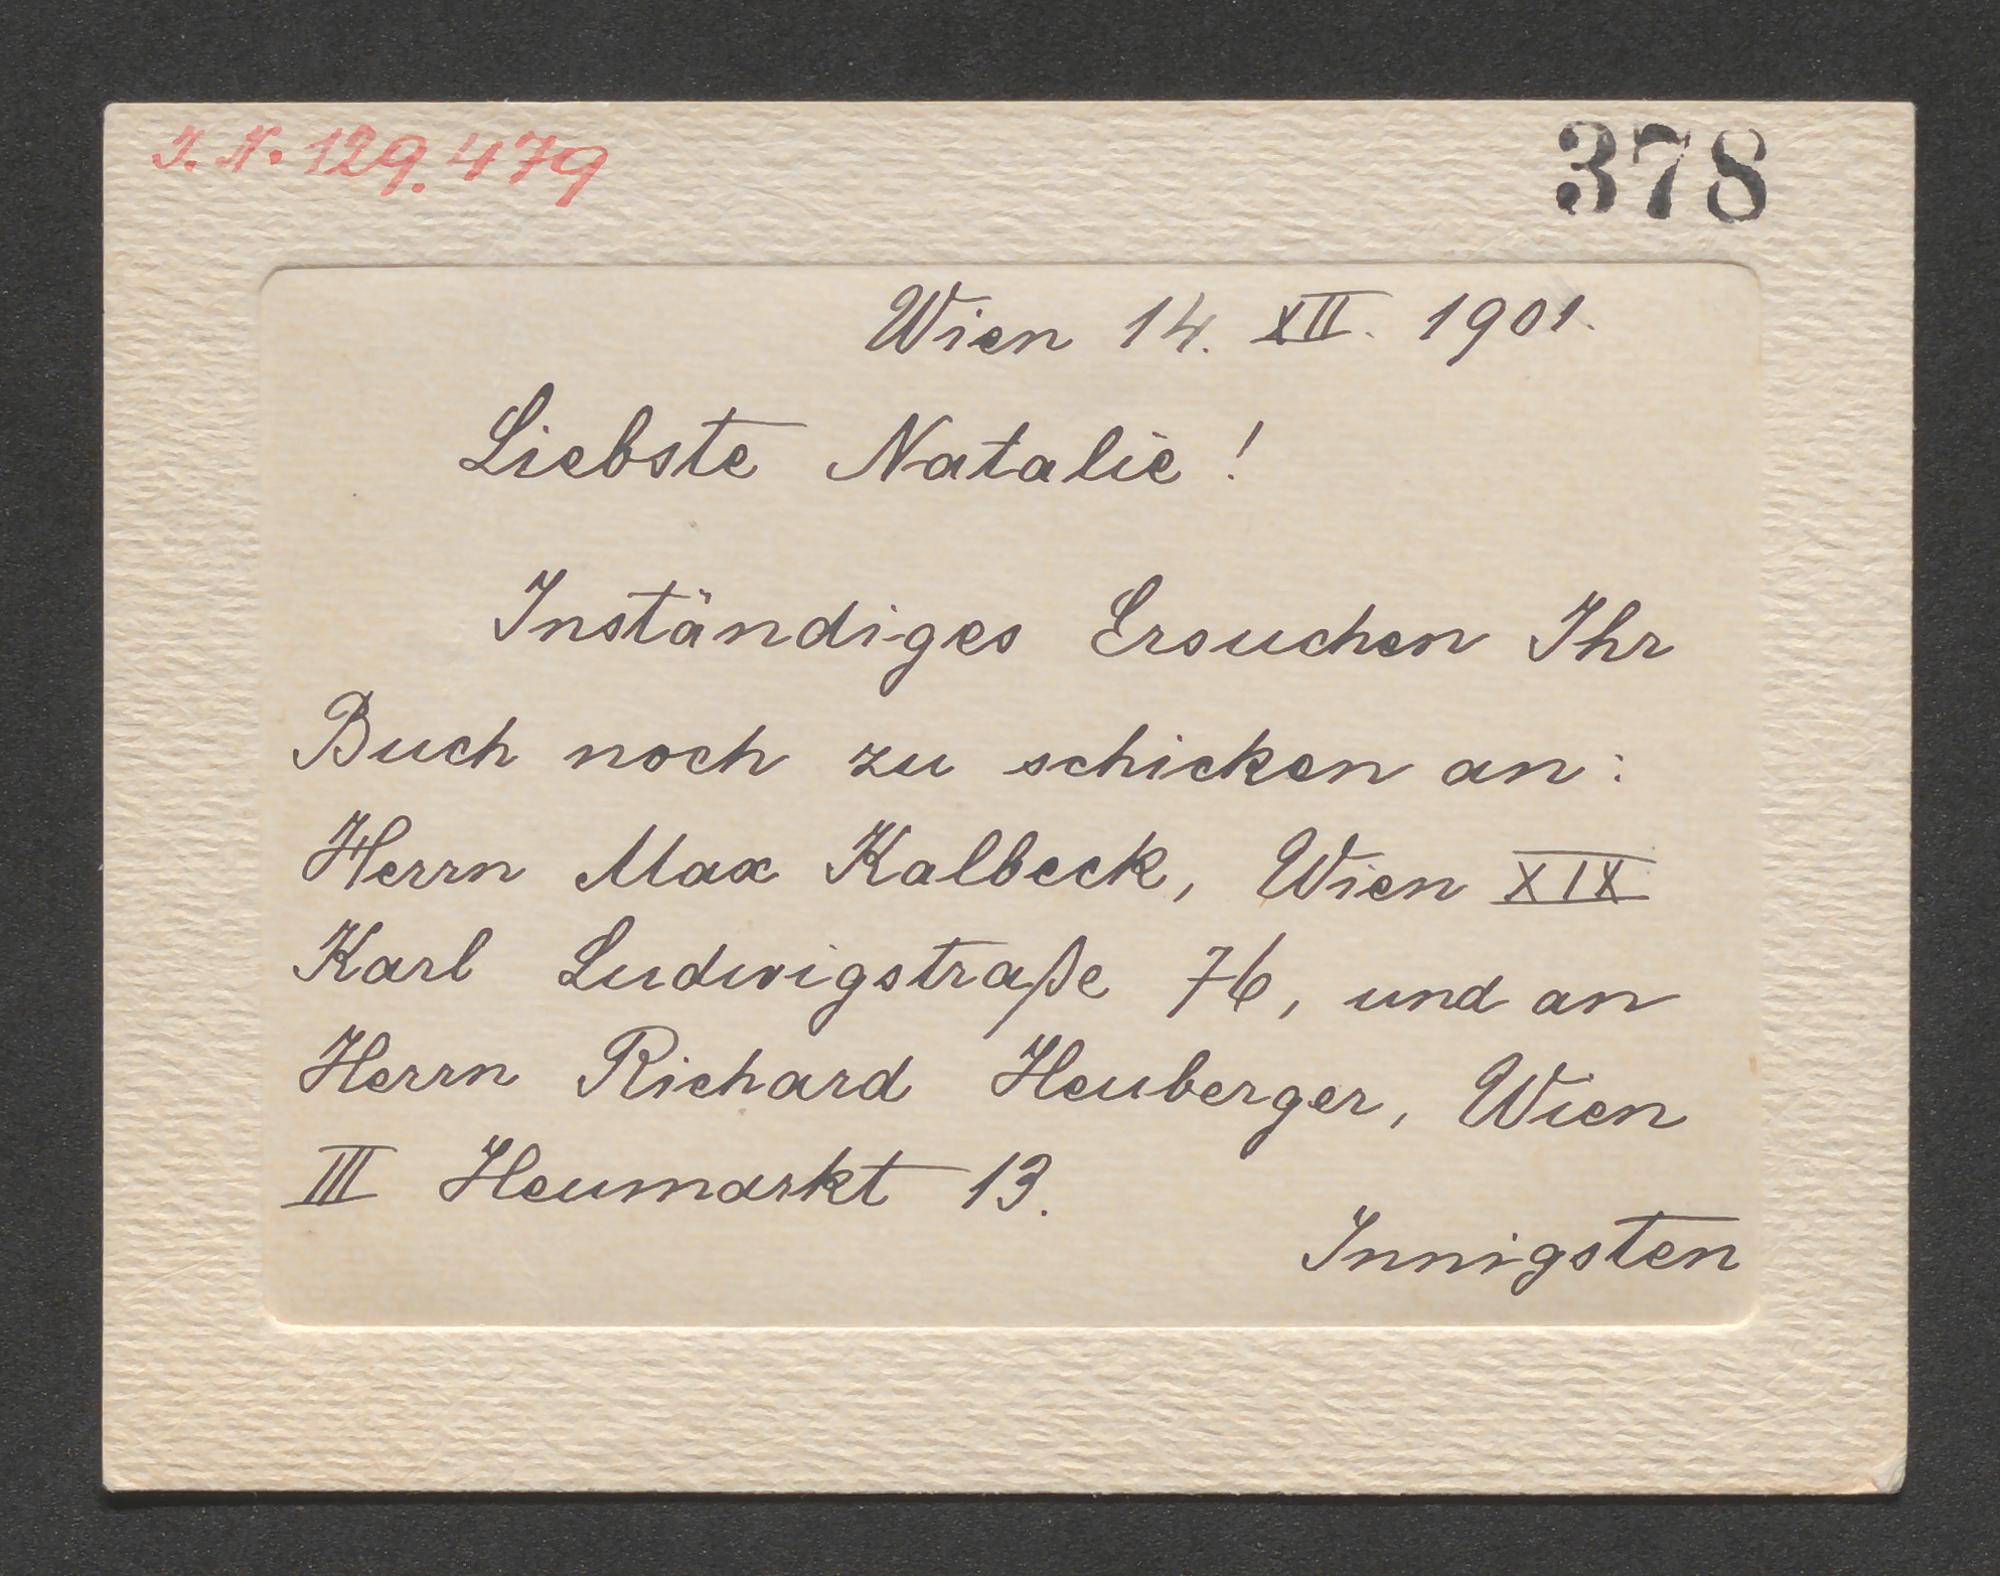 I. N. 129.479
378
Wien 14. XII. 1901.
Liebste Natalie!
Inständiges Ersuchen Ihr
Buch noch zu schicken an:
Herrn Max Kalbeck, Wien XIX
Karl Ludwigstraße 76, und an
Herrn Richard Heuberger, Wien
III Heumarkt 13.
Innigsten